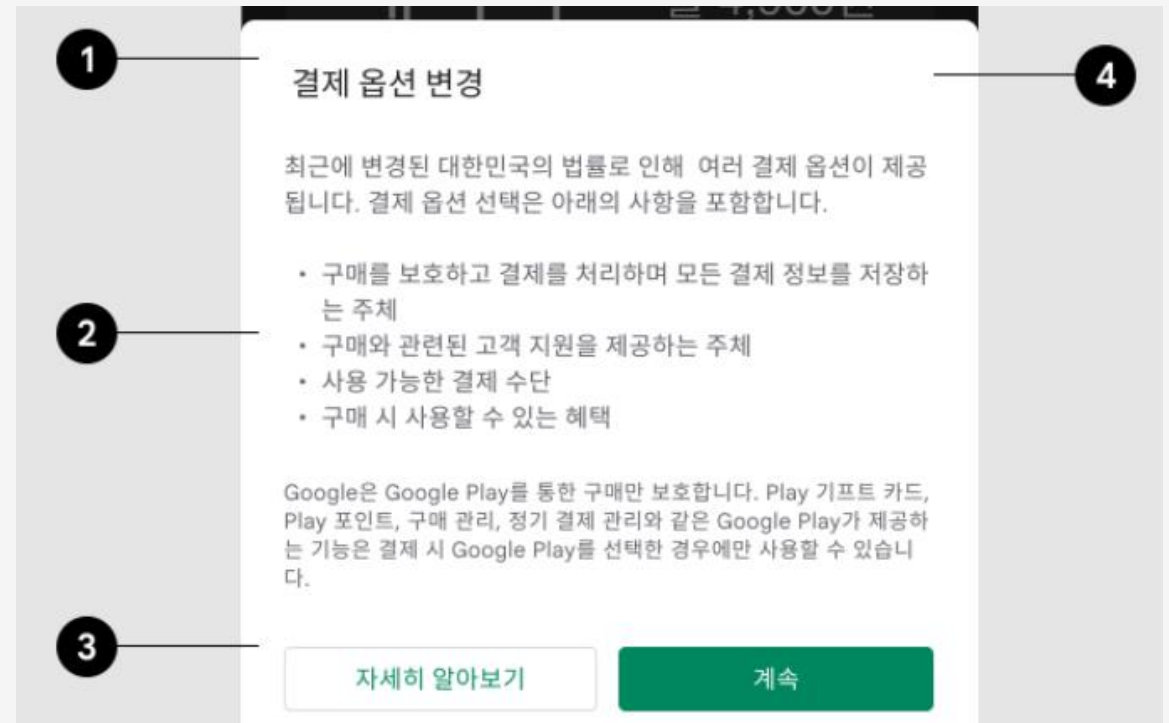 1
결제 옵션 변경
4
최근에 변경된 대한민국의 법률로 인해 여러 결제 옵션이 제공
됩니다. 결제 옵션 선택은 아래의 사항을 포함합니다.
• 구매를 보호하고 결제를 처리하며 모든 결제 정보를 저장하
는 주체
2
• 구매와 관련된 고객 지원을 제공하는 주체
• 사용 가능한 결제 수단
• 구매 시 사용할 수 있는 혜택
Google은 Google Play를 통한 구매만 보호합니다. Play 기프트 카드,
Play 포인트, 구매 관리, 정기 결제 관리와 같은 Google Play가 제공하
는 기능은 결제 시 Google Play를 선택한 경우에만 사용할 수 있습니
다.
3
자세히 알아보기
계속